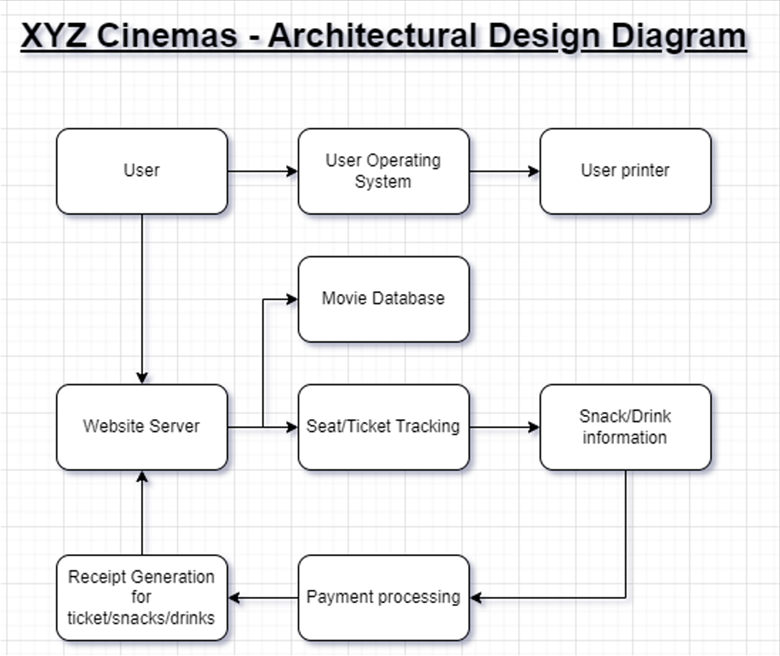 XYZ Cinemas - Architectural Design Diagram
User
User Operating
System
User printer
Movie Database
Website Server
Seat/Ticket Tracking
Snack/Drink
information
Receipt Generation
for
ticket/snacks/drinks
Payment processing